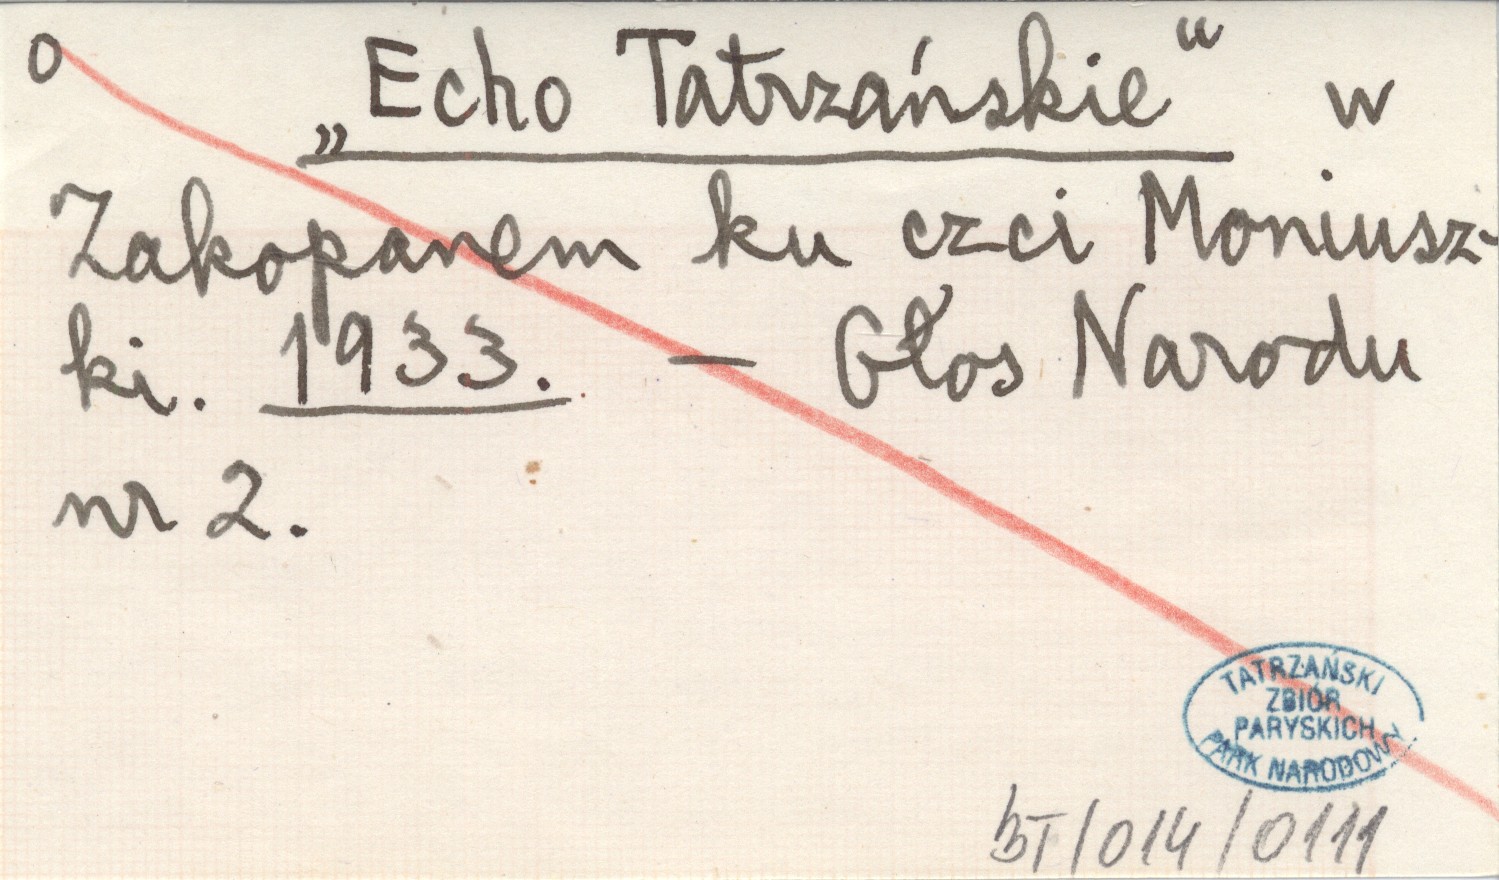 o „Echo Tatrzańskie“ w
Zakopanem ku czci Moniusz-
ki. 1933. — Głos Narodu
nr 2.
TATRZAŃSKI
ZBIÓR
PARYSKICH
PARK NARODOWY
BT/014/0111